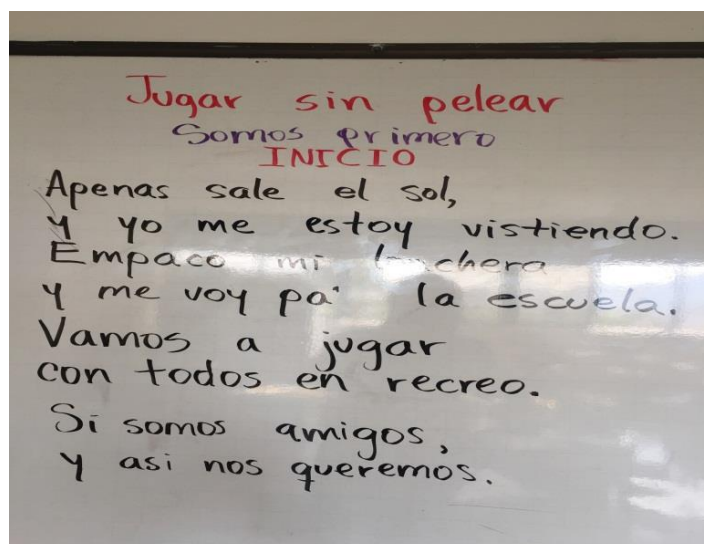 Jugar sin pelear
Somos primero
INICIO
Apenas sale el sol,
y yo me estoy vistiendo.
Empaco mi lonchera
y me voy pa' la escuela.
Vamos a jugar
con todos en recreo.
Si somos amigos,
y asi nos queremos.